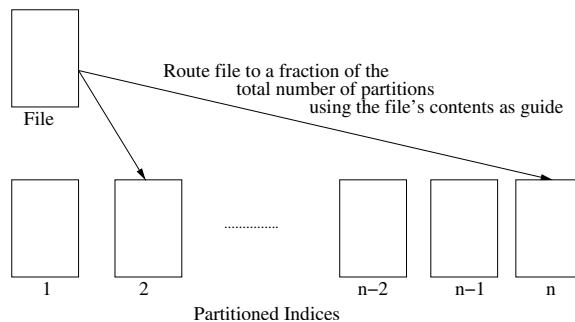 Route file to a fraction of the
total number of partitions
using the file's contents as guide
File
..............
1 2 n−2 n−1 n
Partitioned Indices